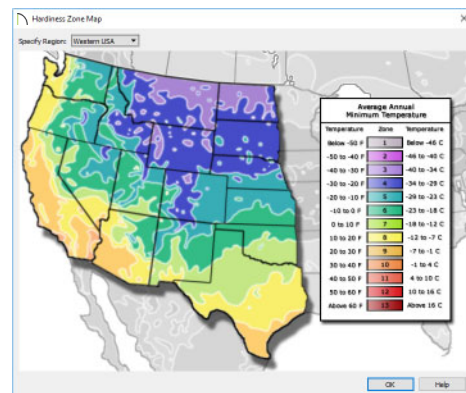 Hardiness Zone Map
Specify Region: Western USA
Average Annual
Minimum Temperature
Temperature Zone Temperature
Below -50 F 1 Below -46 C
-50 to -40 F 2 -46 to -40 C
-40 to -30 F 3 -40 to -34 C
-30 to -20 F 4 -34 to -29 C
-20 to -10 F 5 -29 to -23 C
-10 to 0 F 6 -23 to -18 C
0 to 10 F 7 -18 to -12 C
10 to 20 F 8 -12 to -7 C
20 to 30 F 9 -7 to -1 C
30 to 40 F 10 -1 to 4 C
40 to 50 F 11 4 to 10 C
50 to 60 F 12 10 to 16 C
Above 60 F 13 Above 16 C
OK Help